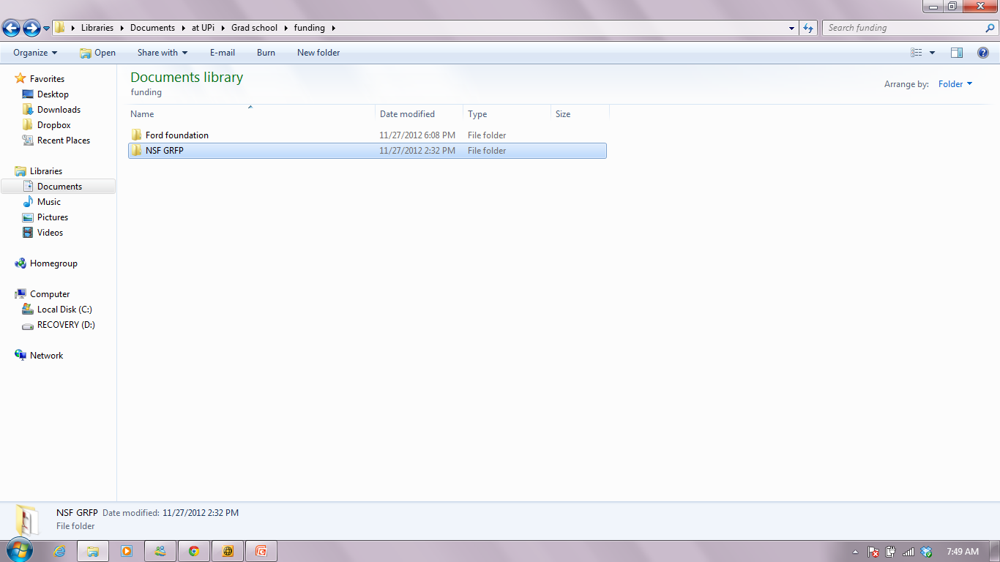 Libraries Documents at UPi Grad school funding
Search funding
Organize Open Share with E-mail Burn New folder
Favorites
Desktop
Downloads
Dropbox
Recent Places
Libraries
Documents
Music
Pictures
Videos
Homegroup
Computer
Local Disk (C:)
RECOVERY (D:)
Network
Documents library
funding
Arrange by: Folder
Name Date modified Type Size
Ford foundation 11/27/2012 6:08 PM File folder
NSF GRFP 11/27/2012 2:32 PM File folder
NSF GRFP Date modified: 11/27/2012 2:32 PM
File folder
7:49 AM